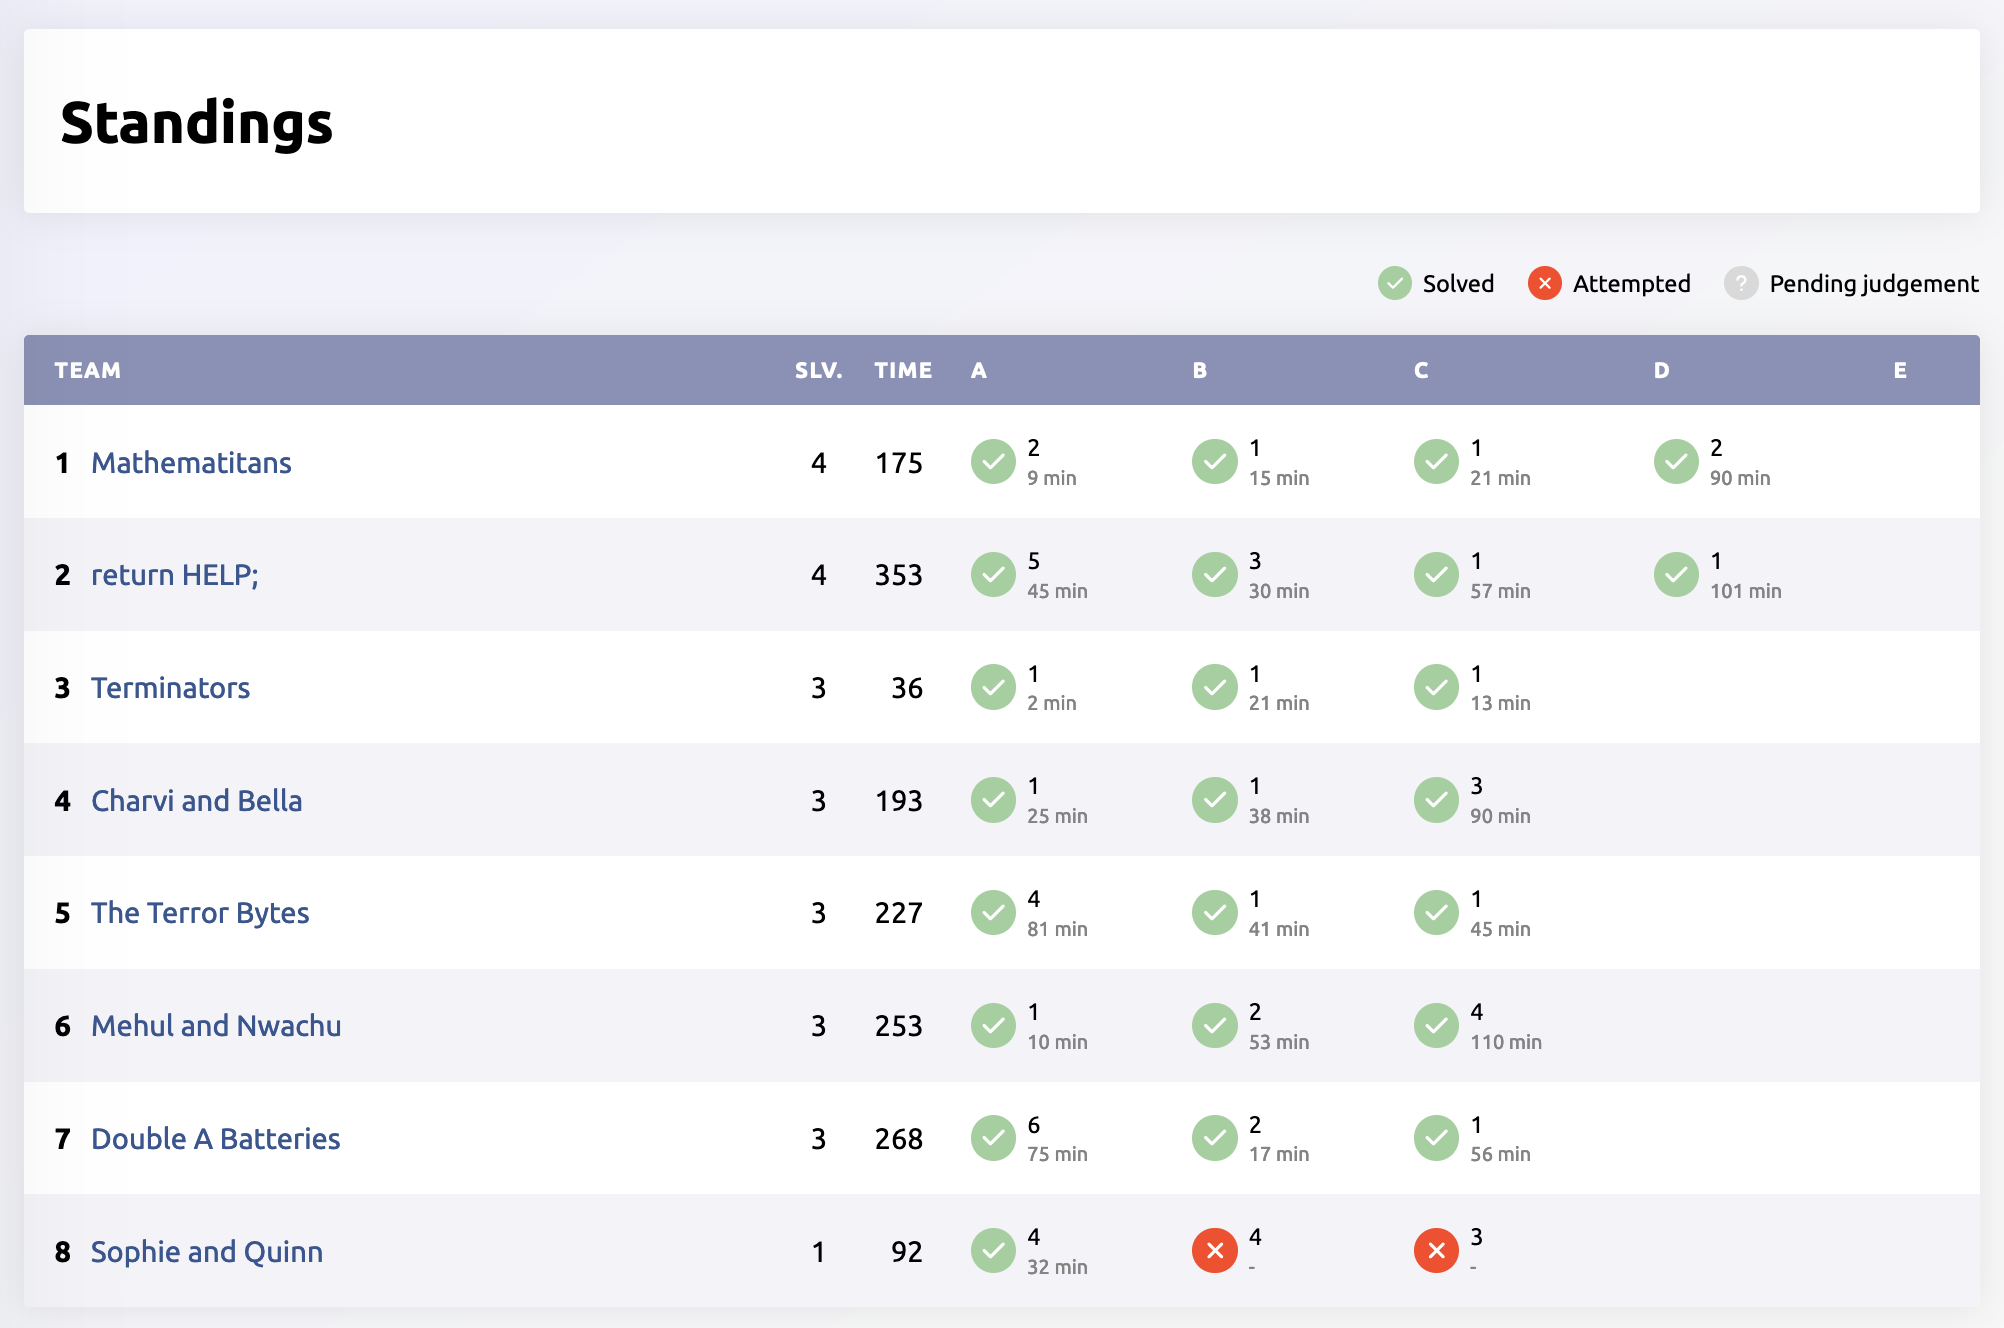 Standings
Solved Attempted ? Pending judgement
TEAM SLV. TIME A B C D E
1 Mathematitans 4 175 2 1 1 2
9 min 15 min 21 min 90 min
2 return HELP; 4 353 5 3 1 1
45 min 30 min 57 min 101 min
3 Terminators 3 36 1 1 1
2 min 21 min 13 min
4 Charvi and Bella 3 193 1 1 3
25 min 38 min 90 min
5 The Terror Bytes 3 227 4 1 1
81 min 41 min 45 min
6 Mehul and Nwachu 3 253 1 2 4
10 min 53 min 110 min
7 Double A Batteries 3 268 6 2 1
75 min 17 min 56 min
8 Sophie and Quinn 1 92 4 4 3
32 min - -